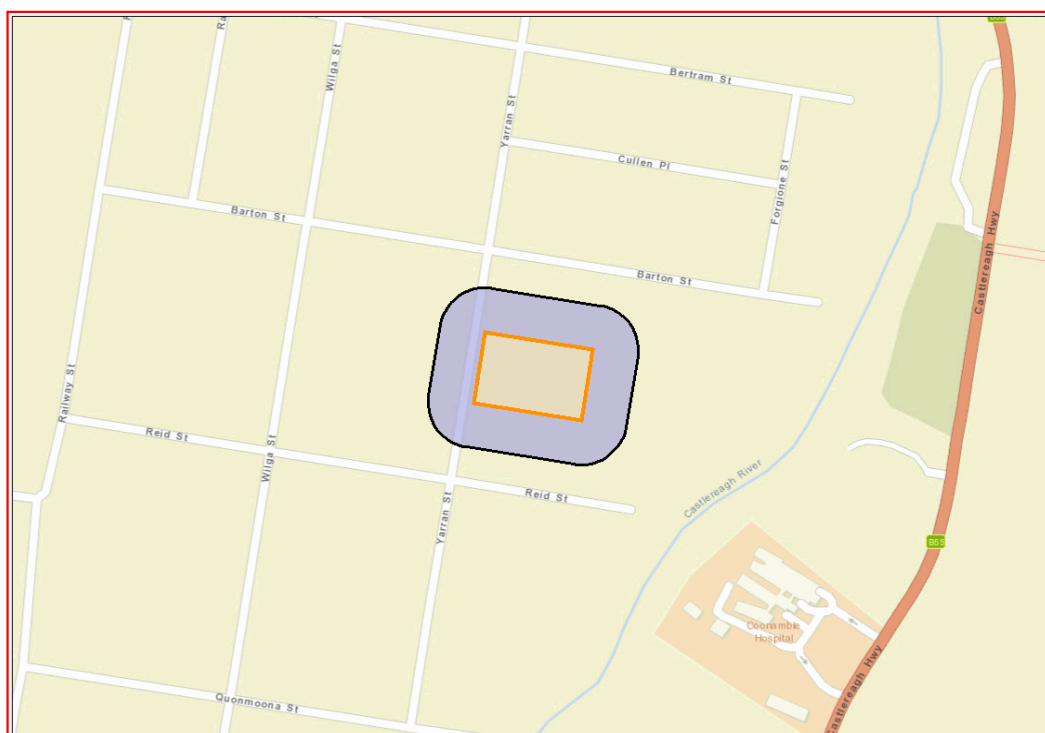 Wilga St
Bertram St
Yarran St
Cullen Pl
Forgione St
Barton St
Barton St
Castlereagh Hwy
Railway St
Reid St
Wilga St
Reid St
Yarran St
Castlereagh River
B55
Coonamble
Hospital
Castlereagh Hwy
Quonmoona St